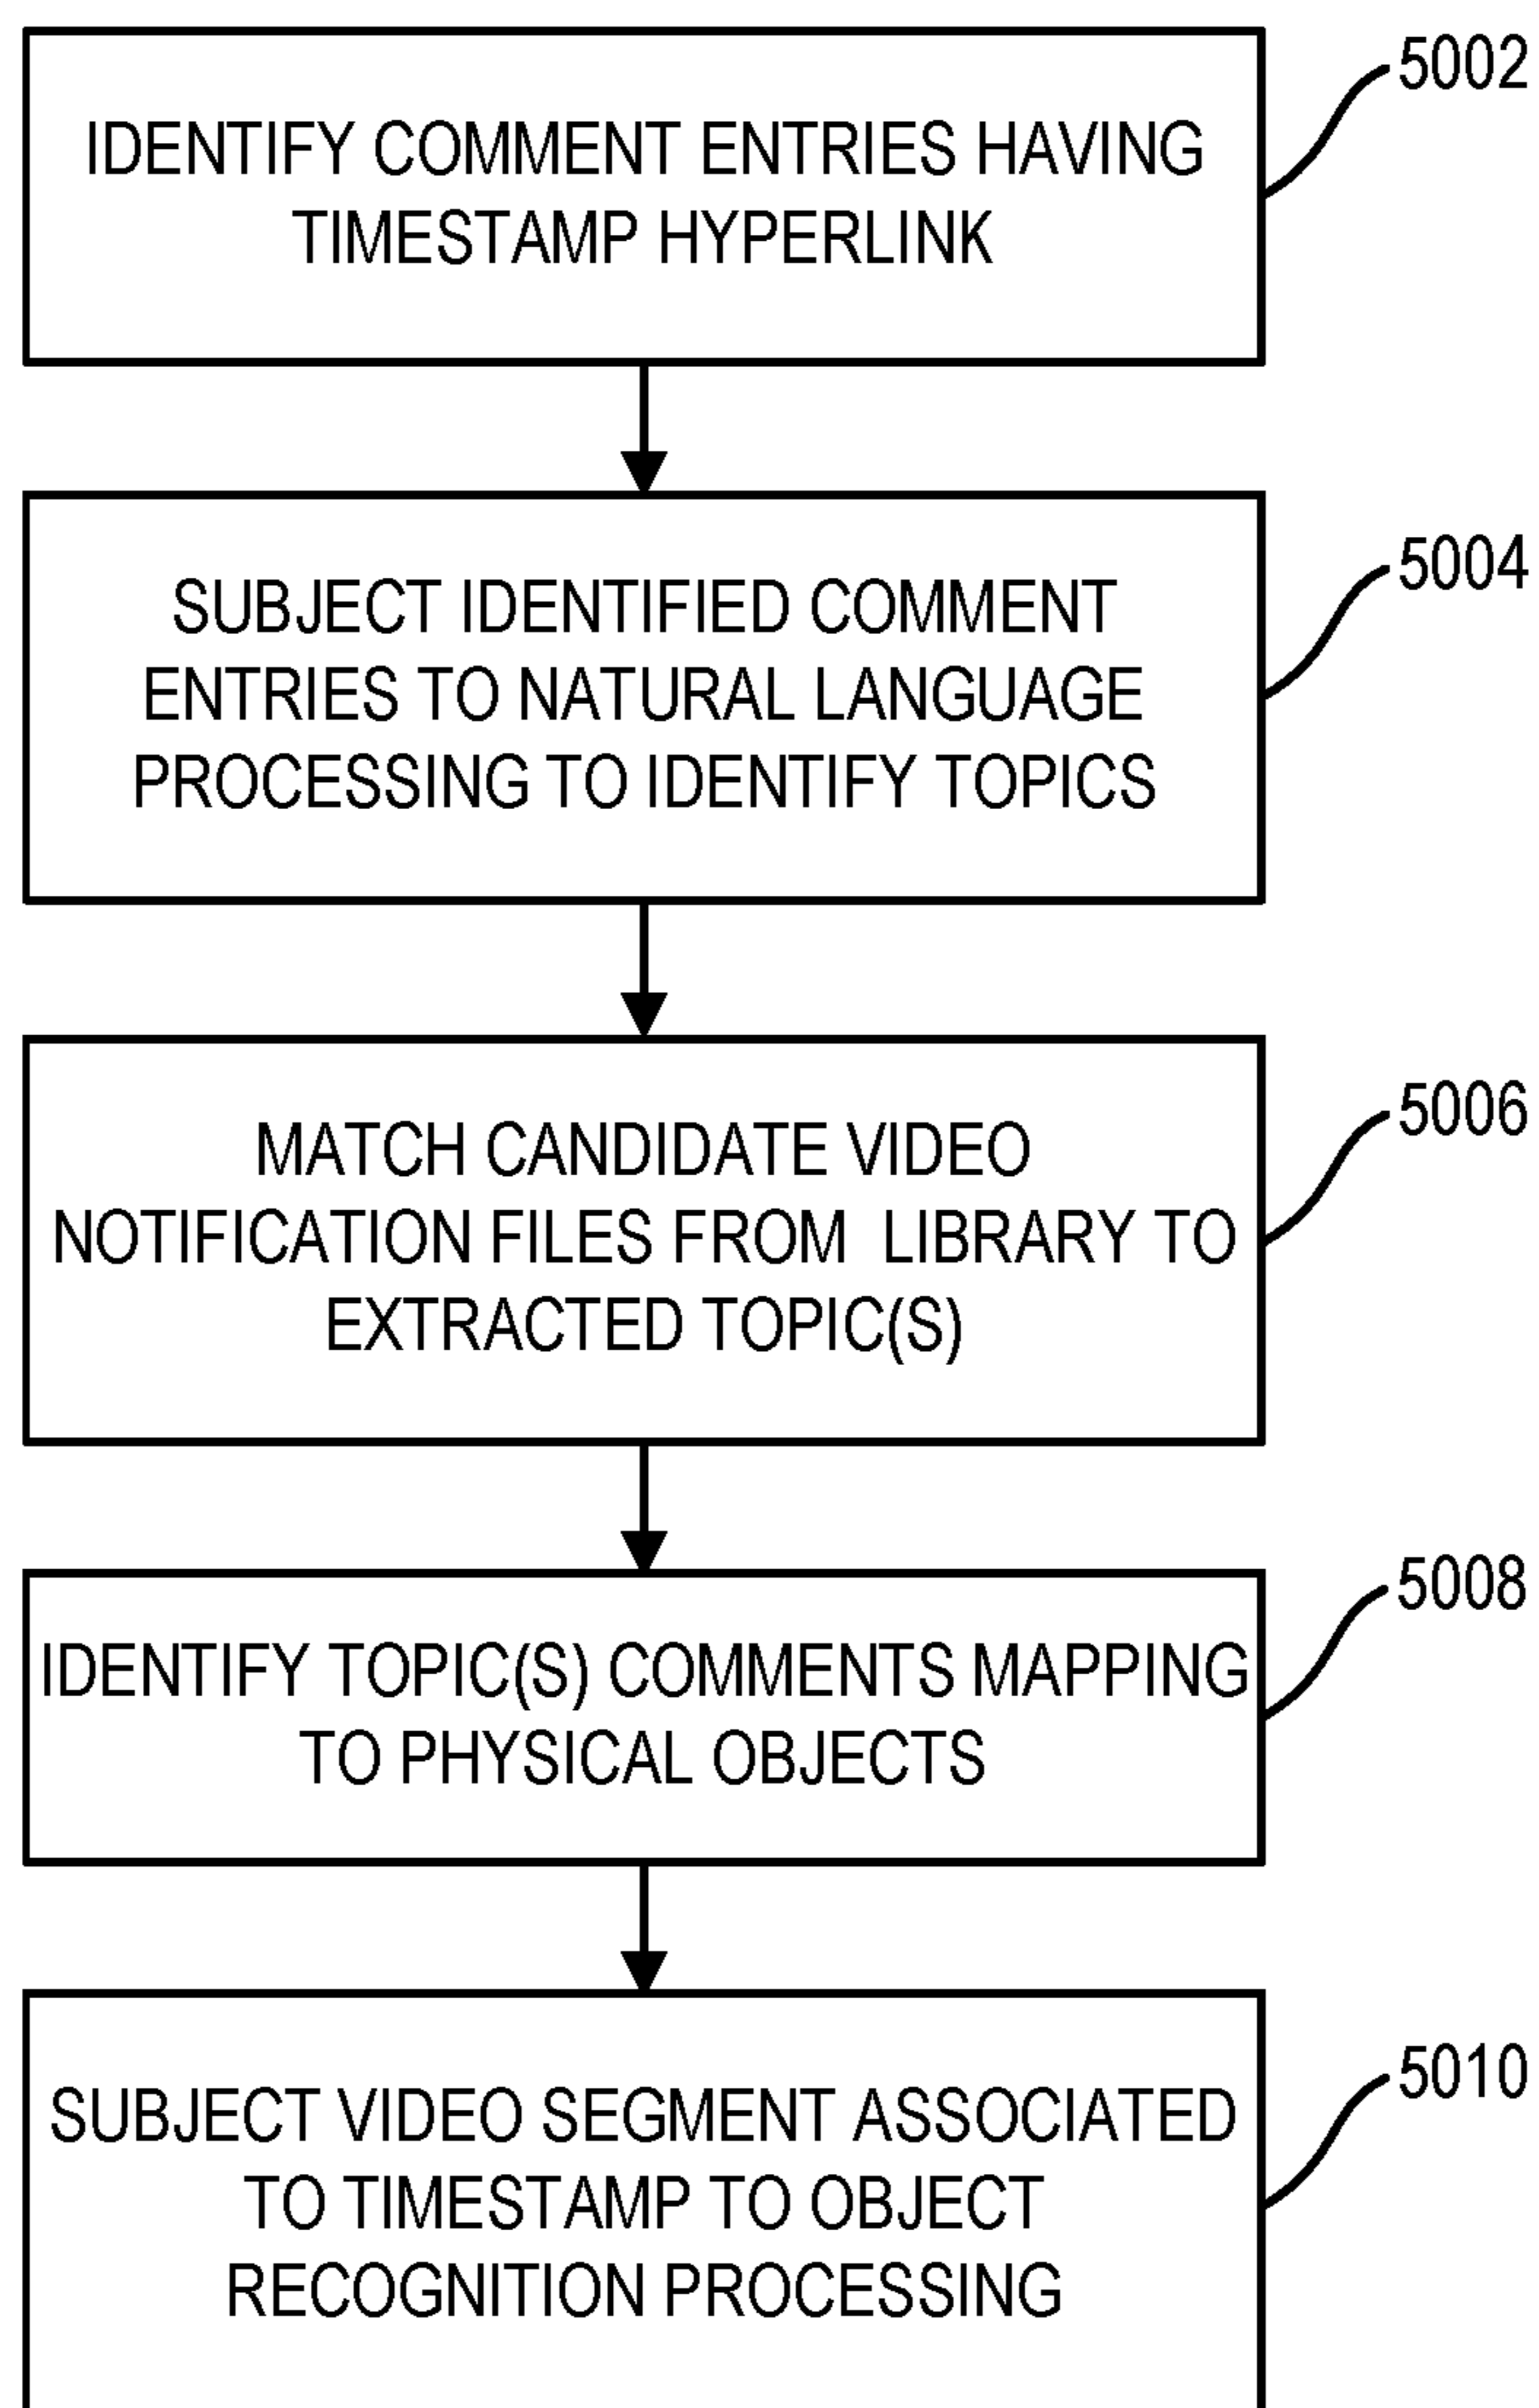 IDENTIFY COMMENT ENTRIES HAVING
TIMESTAMP HYPERLINK
5002
SUBJECT IDENTIFIED COMMENT
ENTRIES TO NATURAL LANGUAGE
PROCESSING TO IDENTIFY TOPICS
5004
MATCH CANDIDATE VIDEO
NOTIFICATION FILES FROM LIBRARY TO
EXTRACTED TOPIC(S)
5006
IDENTIFY TOPIC(S) COMMENTS MAPPING
TO PHYSICAL OBJECTS
5008
SUBJECT VIDEO SEGMENT ASSOCIATED
TO TIMESTAMP TO OBJECT
RECOGNITION PROCESSING
5010